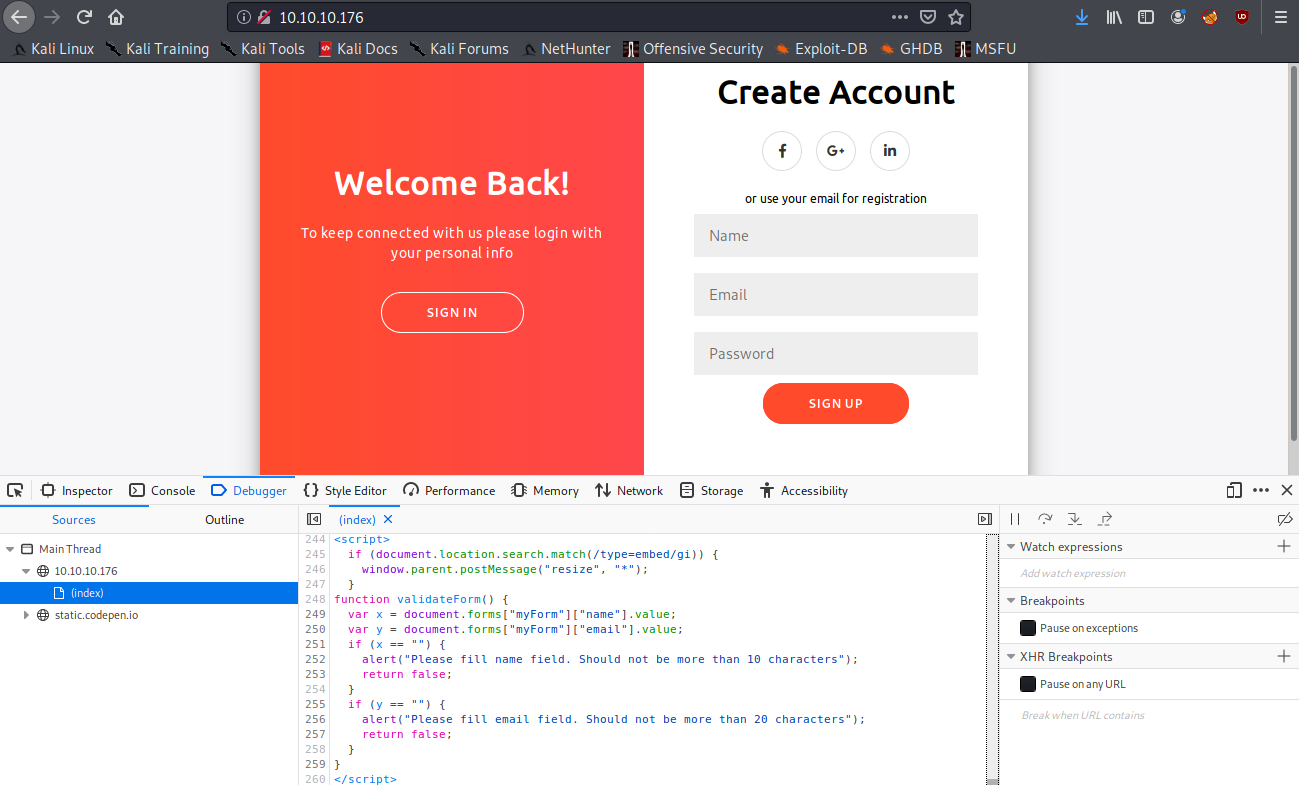 10.10.10.176
Kali Linux Kali Training Kali Tools Kali Docs Kali Forums NetHunter Offensive Security Exploit-DB GHDB MSFU
Welcome Back!
To keep connected with us please login with
your personal info
SIGN IN
Create Account
f G+ in
or use your email for registration
Name
Email
Password
SIGN UP
Inspector Console Debugger Style Editor Performance Memory Network Storage Accessibility
Sources Outline
Main Thread
10.10.10.176
(index)
static.codepen.io
(index)
244 <script>
245 if (document.location.search.match(/type=embed/gi)) {
246 window.parent.postMessage("resize", "*");
247 }
248 function validateForm() {
249 var x = document.forms["myForm"]["name"].value;
250 var y = document.forms["myForm"]["email"].value;
251 if (x == "") {
252 alert("Please fill name field. Should not be more than 10 characters");
253 return false;
254 }
255 if (y == "") {
256 alert("Please fill email field. Should not be more than 20 characters");
257 return false;
258 }
259 }
260 </script>
Watch expressions
Add watch expression
Breakpoints
Pause on exceptions
XHR Breakpoints
Pause on any URL
Break when URL contains